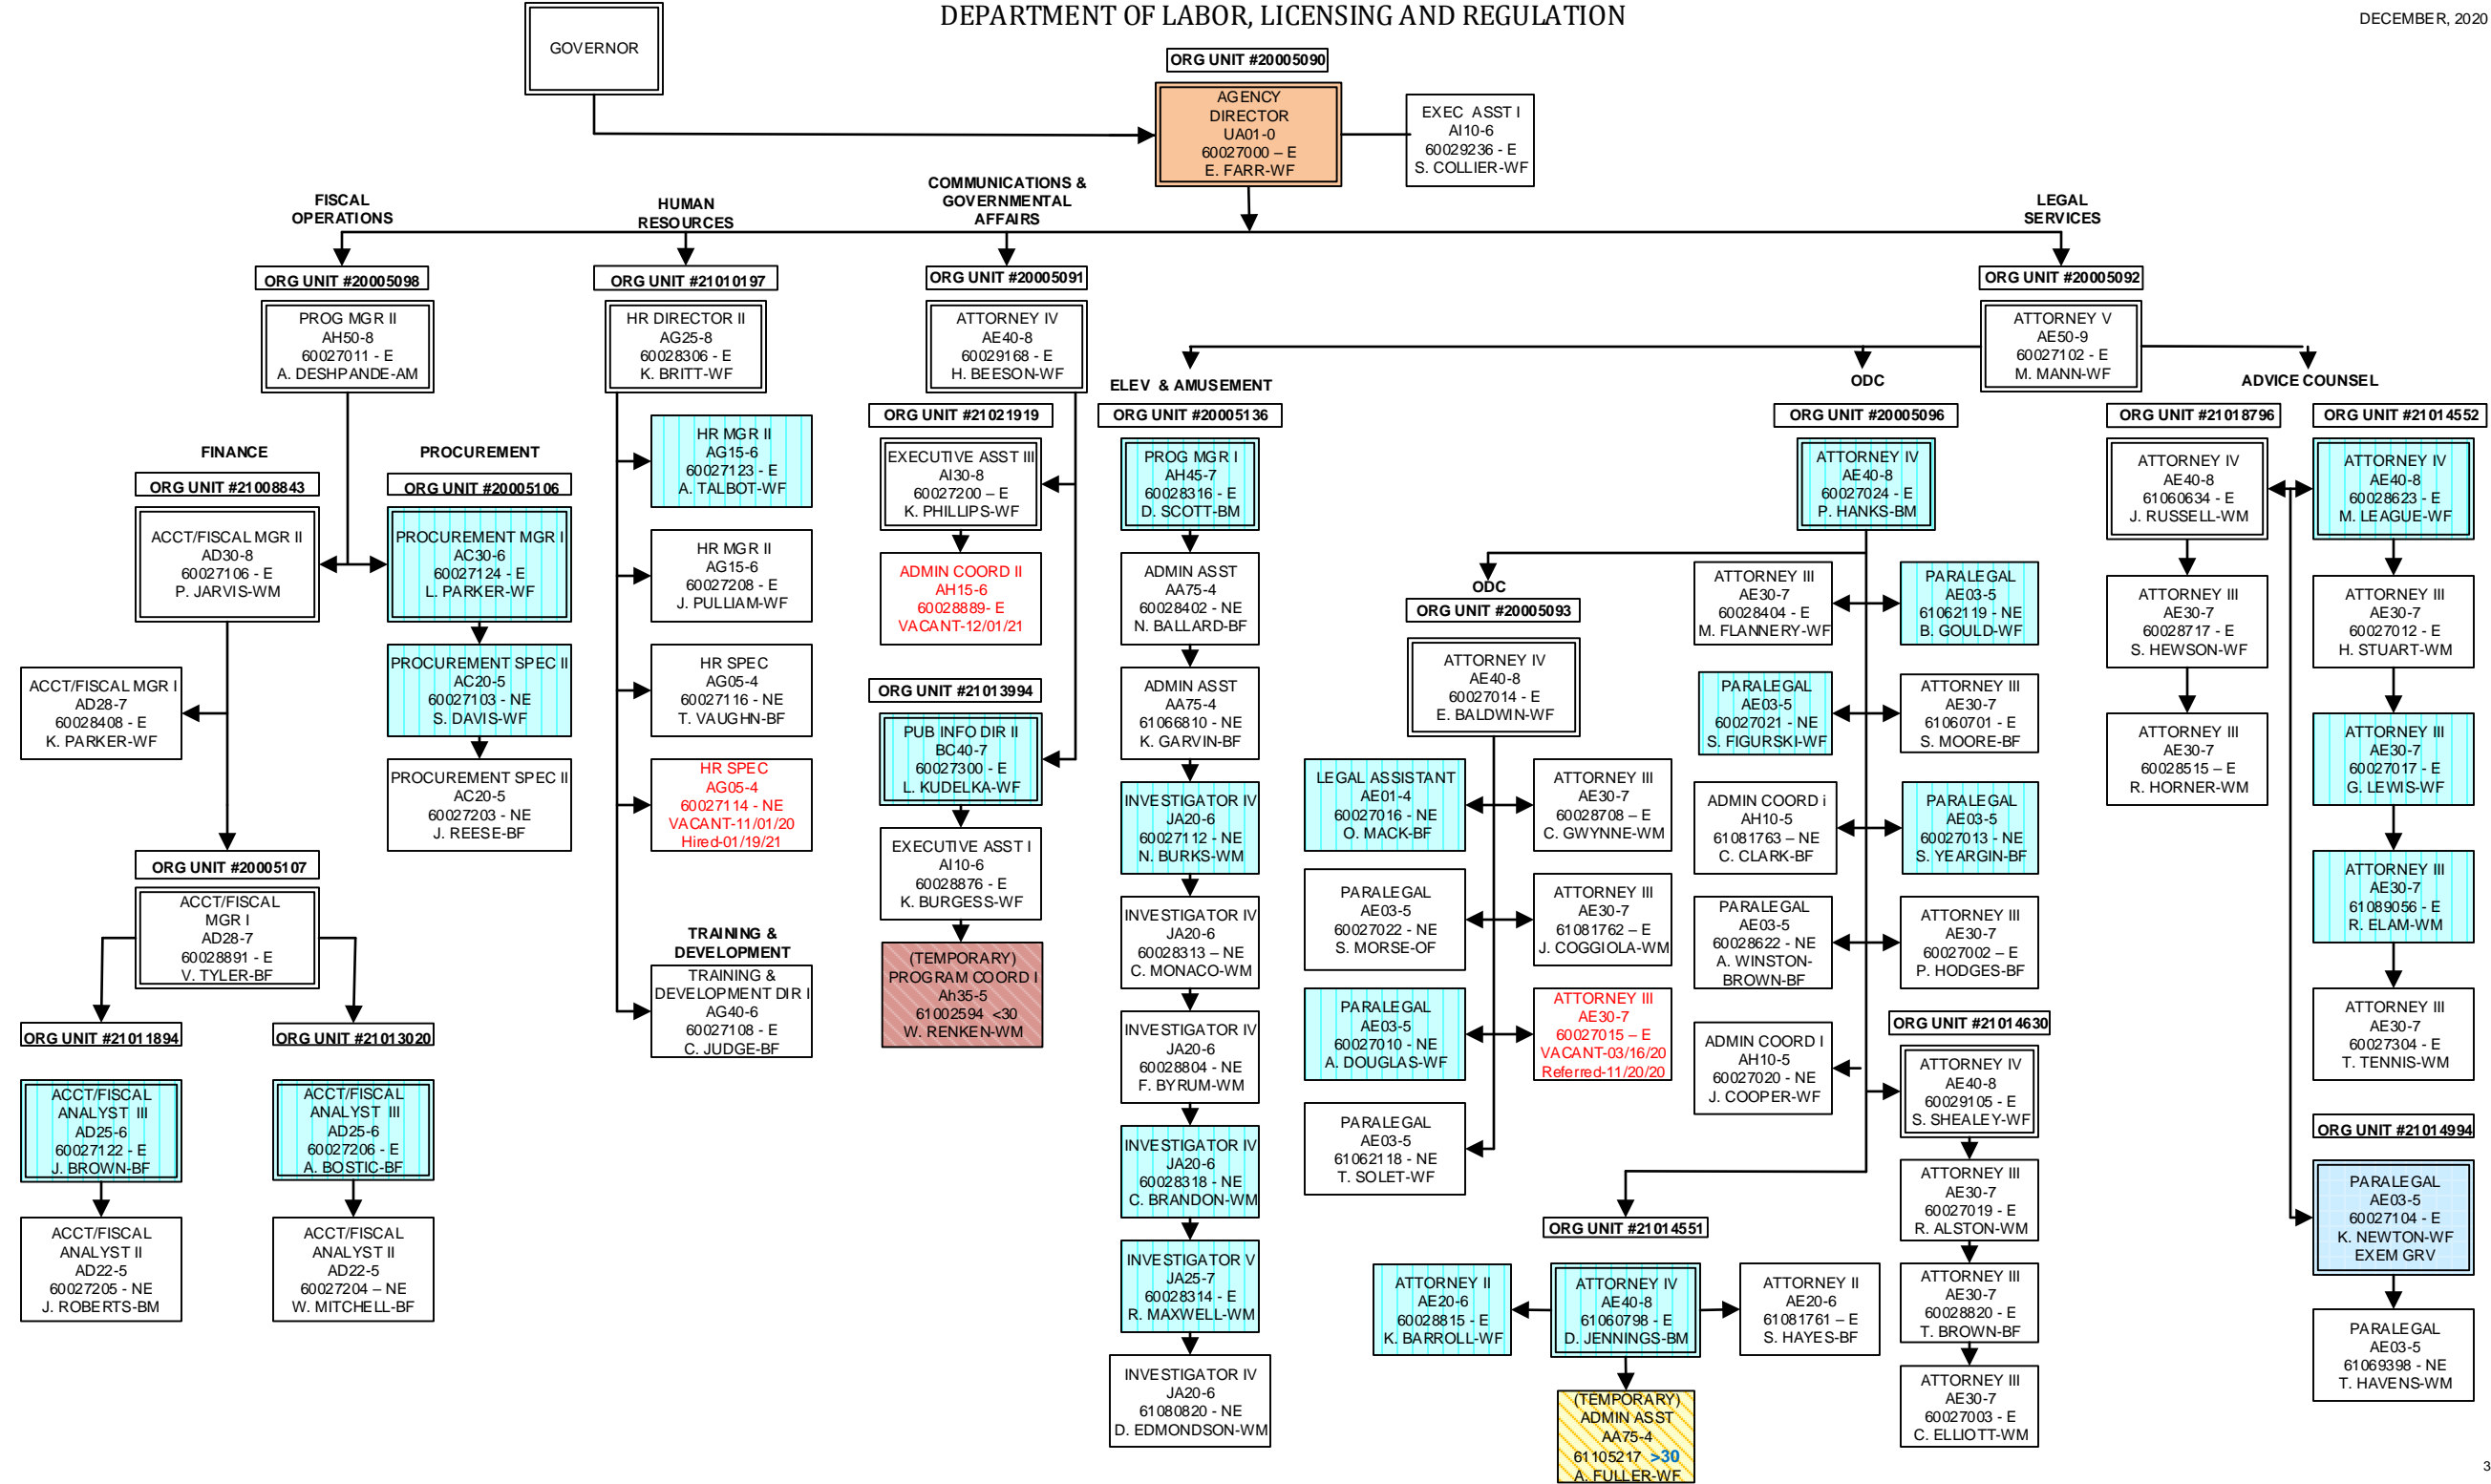 DEPARTMENT OF LABOR, LICENSING AND REGULATION
DECEMBER, 2020
GOVERNOR
ORG UNIT #20005090
AGENCY
DIRECTOR
UA01-0
60027000 – E
E. FARR-WF
EXEC ASST I
AI10-6
60029236 - E
S. COLLIER-WF
FISCAL
OPERATIONS
HUMAN
RESOURCES
COMMUNICATIONS &
GOVERNMENTAL
AFFAIRS
LEGAL
SERVICES
ORG UNIT #20005098
PROG MGR II
AH50-8
60027011 - E
A. DESHPANDE-AM
FINANCE
ORG UNIT #21008843
ACCT/FISCAL MGR II
AD30-8
60027106 - E
P. JARVIS-WM
ACCT/FISCAL MGR I
AD28-7
60028408 - E
K. PARKER-WF
ORG UNIT #20005107
ACCT/FISCAL
MGR I
AD28-7
60028891 - E
V. TYLER-BF
ORG UNIT #21011894
ACCT/FISCAL
ANALYST III
AD25-6
60027122 - E
J. BROWN-BF
ACCT/FISCAL
ANALYST II
AD22-5
60027205 - NE
J. ROBERTS-BM
ORG UNIT #21013020
ACCT/FISCAL
ANALYST III
AD25-6
60027206 - E
A. BOSTIC-BF
ACCT/FISCAL
ANALYST II
AD22-5
60027204 – NE
W. MITCHELL-BF
PROCUREMENT
ORG UNIT #20005106
PROCUREMENT MGR I
AC30-6
60027124 - E
L. PARKER-WF
PROCUREMENT SPEC II
AC20-5
60027103 - NE
S. DAVIS-WF
PROCUREMENT SPEC II
AC20-5
60027203 - NE
J. REESE-BF
ORG UNIT #21010197
HR DIRECTOR II
AG25-8
60028306 - E
K. BRITT-WF
HR MGR II
AG15-6
60027123 - E
A. TALBOT-WF
HR MGR II
AG15-6
60027208 - E
J. PULLIAM-WF
HR SPEC
AG05-4
60027116 - NE
T. VAUGHN-BF
HR SPEC
AG05-4
60027114 - NE
VACANT-11/01/20
Hired-01/19/21
TRAINING &
DEVELOPMENT
TRAINING &
DEVELOPMENT DIR I
AG40-6
60027108 - E
C. JUDGE-BF
ORG UNIT #20005091
ATTORNEY IV
AE40-8
60029168 - E
H. BEESON-WF
ORG UNIT #21021919
EXECUTIVE ASST III
AI30-8
60027200 – E
K. PHILLIPS-WF
ADMIN COORD II
AH15-6
60028889- E
VACANT-12/01/21
ORG UNIT #21013994
PUB INFO DIR II
BC40-7
60027300 - E
L. KUDELKA-WF
EXECUTIVE ASST I
AI10-6
60028876 - E
K. BURGESS-WF
(TEMPORARY)
PROGRAM COORD I
Ah35-5
61002594 <30
W. RENKEN-WM
ORG UNIT #20005092
ATTORNEY V
AE50-9
60027102 - E
M. MANN-WF
ELEV & AMUSEMENT
ORG UNIT #20005136
PROG MGR I
AH45-7
60028316 - E
D. SCOTT-BM
ADMIN ASST
AA75-4
60028402 - NE
N. BALLARD-BF
ADMIN ASST
AA75-4
61066810 - NE
K. GARVIN-BF
INVESTIGATOR IV
JA20-6
60027112 - NE
N. BURKS-WM
INVESTIGATOR IV
JA20-6
60028313 – NE
C. MONACO-WM
INVESTIGATOR IV
JA20-6
60028804 - NE
F. BYRUM-WM
INVESTIGATOR IV
JA20-6
60028318 - NE
C. BRANDON-WM
INVESTIGATOR V
JA25-7
60028314 - E
R. MAXWELL-WM
INVESTIGATOR IV
JA20-6
61080820 - NE
D. EDMONDSON-WM
ODC
ORG UNIT #20005096
ATTORNEY IV
AE40-8
60027024 - E
P. HANKS-BM
ODC
ORG UNIT #20005093
ATTORNEY IV
AE40-8
60027014 - E
E. BALDWIN-WF
LEGAL ASSISTANT
AE01-4
60027016 - NE
O. MACK-BF
ATTORNEY III
AE30-7
60028708 – E
C. GWYNNE-WM
PARALEGAL
AE03-5
60027022 - NE
S. MORSE-OF
ATTORNEY III
AE30-7
61081762 – E
J. COGGIOLA-WM
PARALEGAL
AE03-5
60027010 - NE
A. DOUGLAS-WF
ATTORNEY III
AE30-7
60027015 – E
VACANT-03/16/20
Referred-11/20/20
PARALEGAL
AE03-5
61062118 - NE
T. SOLET-WF
ATTORNEY III
AE30-7
60028404 - E
M. FLANNERY-WF
PARALEGAL
AE03-5
61062119 - NE
B. GOULD-WF
PARALEGAL
AE03-5
60027021 - NE
S. FIGURSKI-WF
ATTORNEY III
AE30-7
61060701 – E
S. MOORE-BF
ADMIN COORD i
AH10-5
61081763 – NE
C. CLARK-BF
PARALEGAL
AE03-5
60027013 - NE
S. YEARGIN-BF
PARALEGAL
AE03-5
60028622 - NE
A. WINSTON-
BROWN-BF
ATTORNEY III
AE30-7
60027002 – E
P. HODGES-BF
ADMIN COORD I
AH10-5
60027020 - NE
J. COOPER-WF
ORG UNIT #21014630
ATTORNEY IV
AE40-8
60029105 - E
S. SHEALEY-WF
ATTORNEY III
AE30-7
60027019 - E
R. ALSTON-WM
ATTORNEY III
AE30-7
60028820 - E
T. BROWN-BF
ATTORNEY III
AE30-7
60027003 - E
C. ELLIOTT-WM
ORG UNIT #21014551
ATTORNEY II
AE20-6
60028815 - E
K. BARROLL-WF
ATTORNEY IV
AE40-8
61060798 - E
D. JENNINGS-BM
ATTORNEY II
AE20-6
61081761 – E
S. HAYES-BF
(TEMPORARY)
ADMIN ASST
AA75-4
61105217 >30
A. FULLER-WF
ADVICE COUNSEL
ORG UNIT #21018796
ATTORNEY IV
AE40-8
61060634 - E
J. RUSSELL-WM
ATTORNEY III
AE30-7
60028717 - E
S. HEWSON-WF
ATTORNEY III
AE30-7
60028515 – E
R. HORNER-WM
ORG UNIT #21014552
ATTORNEY IV
AE40-8
60028623 - E
M. LEAGUE-WF
ATTORNEY III
AE30-7
60027012 - E
H. STUART-WM
ATTORNEY III
AE30-7
60027017 - E
G. LEWIS-WF
ATTORNEY III
AE30-7
61089056 - E
R. ELAM-WM
ATTORNEY III
AE30-7
60027304 - E
T. TENNIS-WM
ORG UNIT #21014994
PARALEGAL
AE03-5
60027104 - E
K. NEWTON-WF
EXEM GRV
PARALEGAL
AE03-5
61069398 - NE
T. HAVENS-WM
3